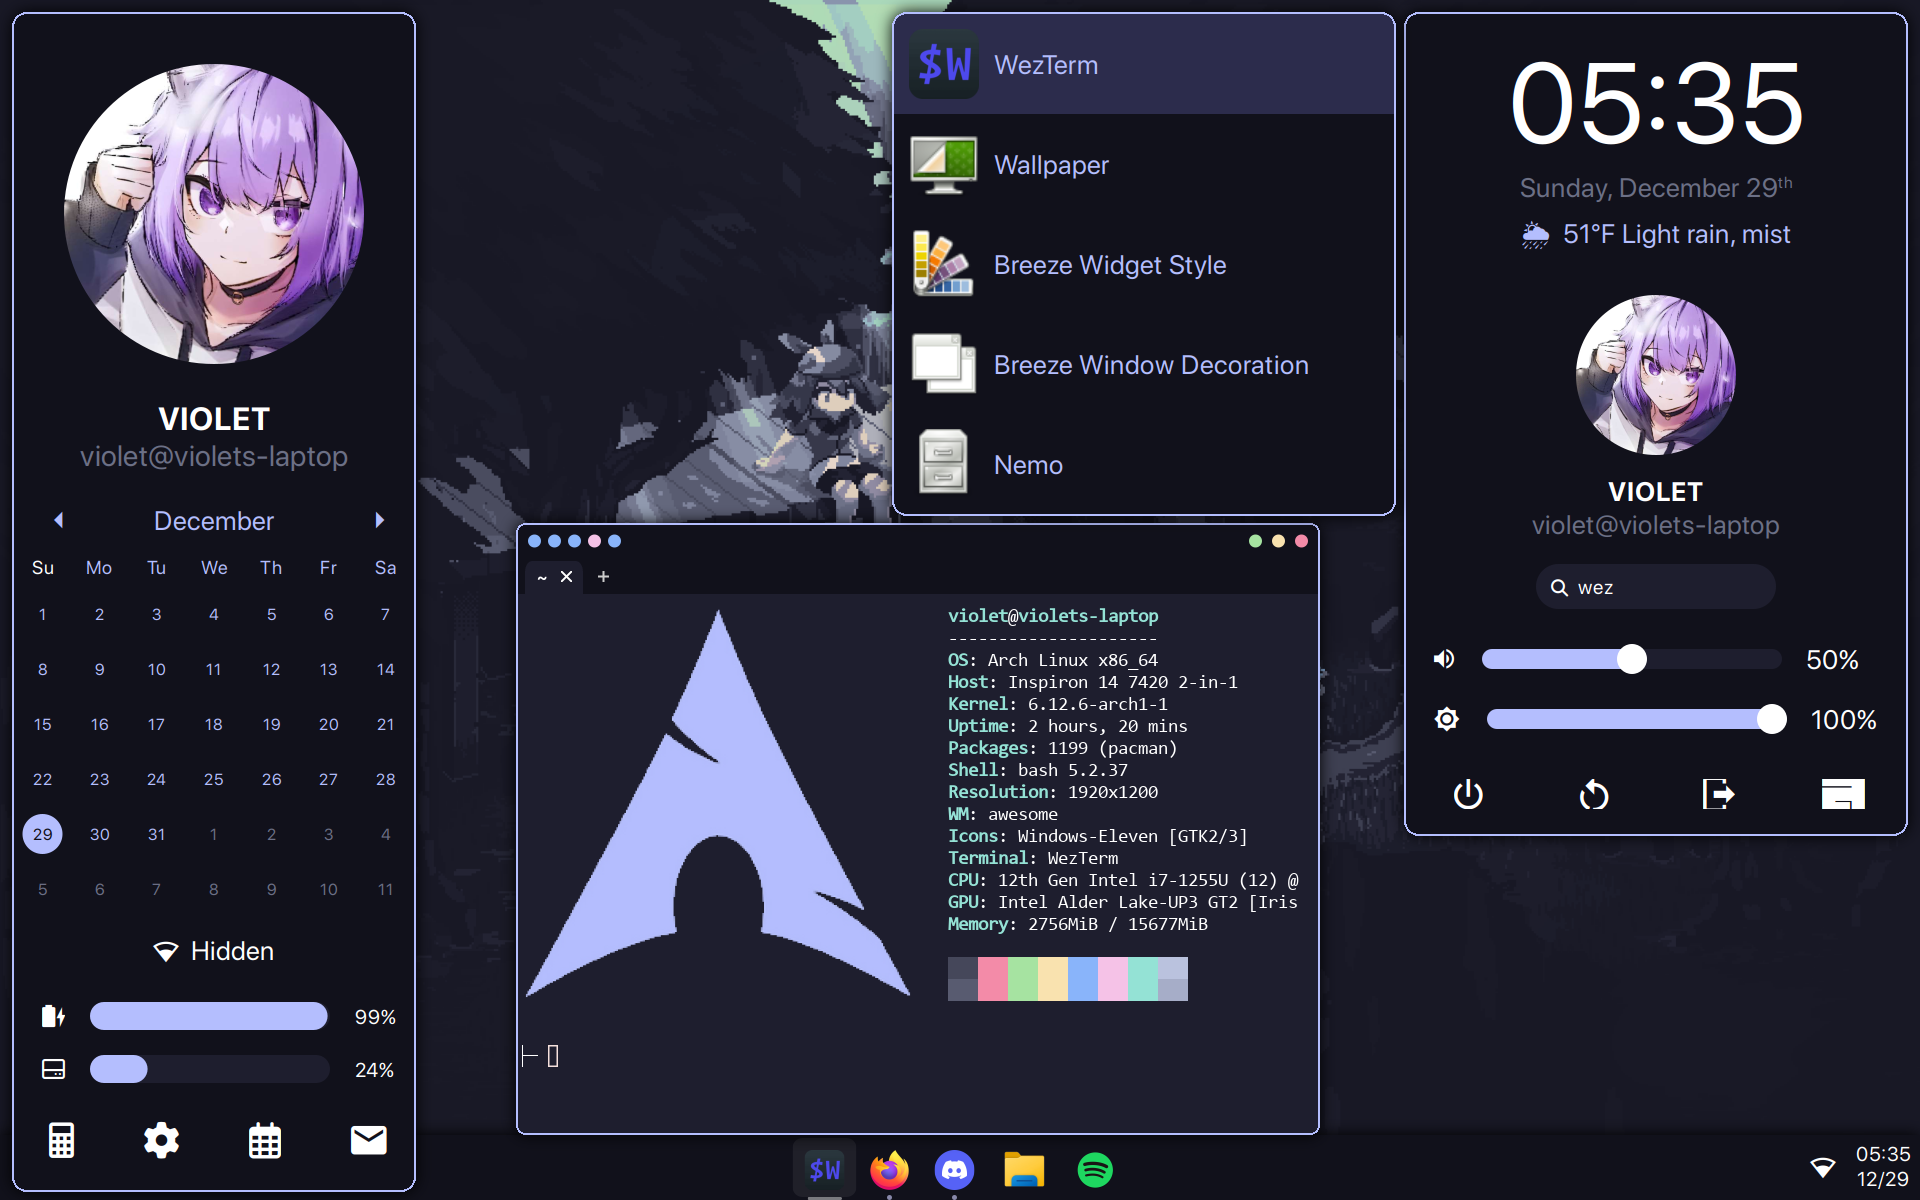 VIOLET
violet@violets-laptop
December
Su Mo Tu We Th Fr Sa
1 2 3 4 5 6 7
8 9 10 11 12 13 14
15 16 17 18 19 20 21
22 23 24 25 26 27 28
29 30 31 1 2 3 4
5 6 7 8 9 10 11
Hidden
99%
24%
$W WezTerm
Wallpaper
Breeze Widget Style
Breeze Window Decoration
Nemo
~ × +
violet@violets-laptop
---------------------
OS: Arch Linux x86_64
Host: Inspiron 14 7420 2-in-1
Kernel: 6.12.6-arch1-1
Uptime: 2 hours, 20 mins
Packages: 1199 (pacman)
Shell: bash 5.2.37
Resolution: 1920x1200
WM: awesome
Icons: Windows-Eleven [GTK2/3]
Terminal: WezTerm
CPU: 12th Gen Intel i7-1255U (12) @
GPU: Intel Alder Lake-UP3 GT2 [Iris
Memory: 2756MiB / 15677MiB
05:35
Sunday, December 29th
51°F Light rain, mist
VIOLET
violet@violets-laptop
wez
50%
100%
$W
05:35
12/29